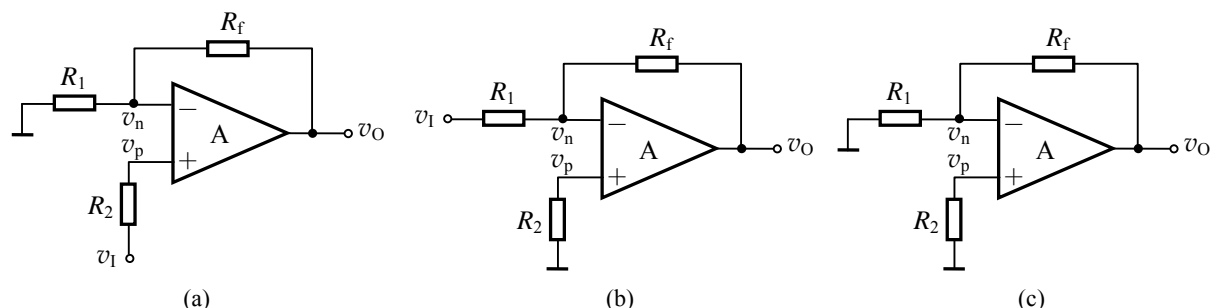 R_f
R_1
v_n
−
A
v_O
v_p
+
R_2
v_I
(a)
R_f
v_I
R_1
v_n
−
A
v_O
v_p
+
R_2
(b)
R_f
R_1
v_n
−
A
v_O
v_p
+
R_2
(c)